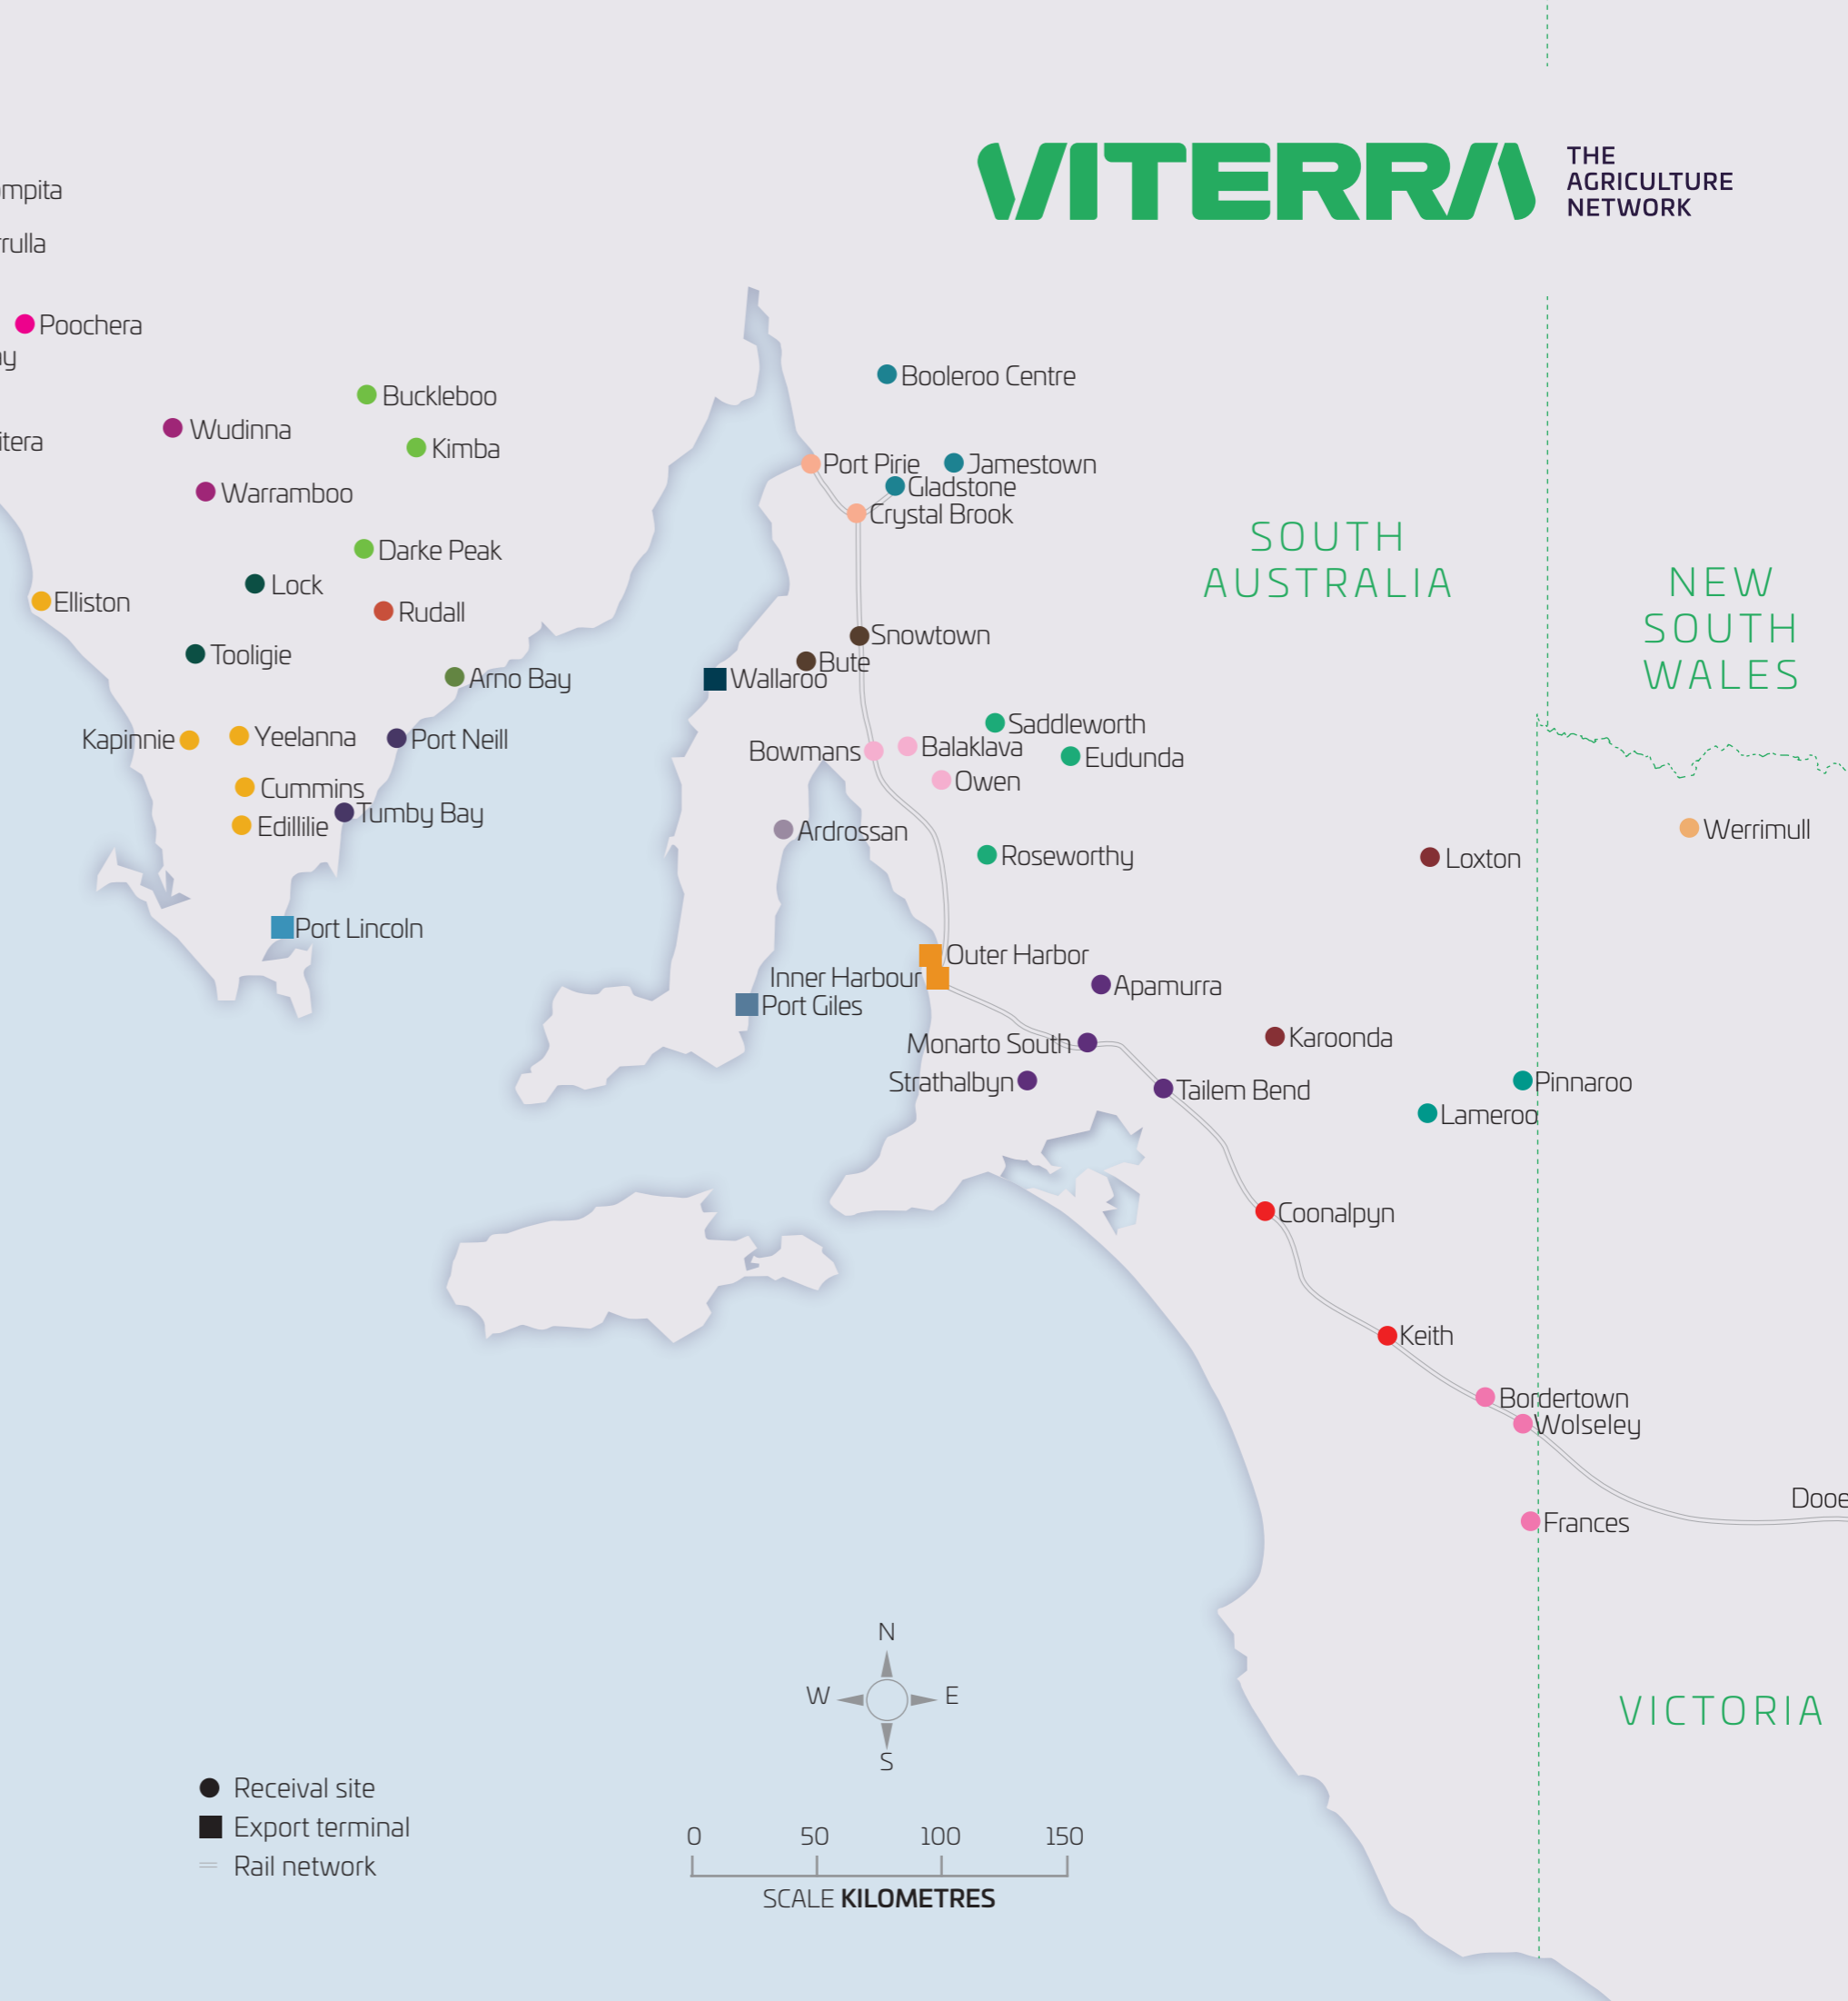 VITERRA
THE
AGRICULTURE
NETWORK
mpita
rulla
Poochera
y
itera
Buckleboo
Wudinna
Kimba
Warramboo
Darke Peak
Lock
Elliston
Rudall
Tooligie
Arno Bay
Kapinnie
Yeelanna
Port Neill
Cummins
Tumby Bay
Edillilie
Port Lincoln
Booleroo Centre
Port Pirie
Jamestown
Gladstone
Crystal Brook
Snowtown
Bute
Wallaroo
Saddleworth
Bowmans
Balaklava
Eudunda
Owen
Ardrossan
Roseworthy
Outer Harbor
Inner Harbour
Port Giles
Apamurra
Monarto South
Strathalbyn
Tailem Bend
Karoonda
Loxton
Werrimull
Pinnaroo
Lameroo
Coonalpyn
Keith
Bordertown
Wolseley
Dooe
Frances
SOUTH
AUSTRALIA
NEW
SOUTH
WALES
VICTORIA
N
W
E
S
Receival site
Export terminal
Rail network
0 50 100 150
SCALE KILOMETRES